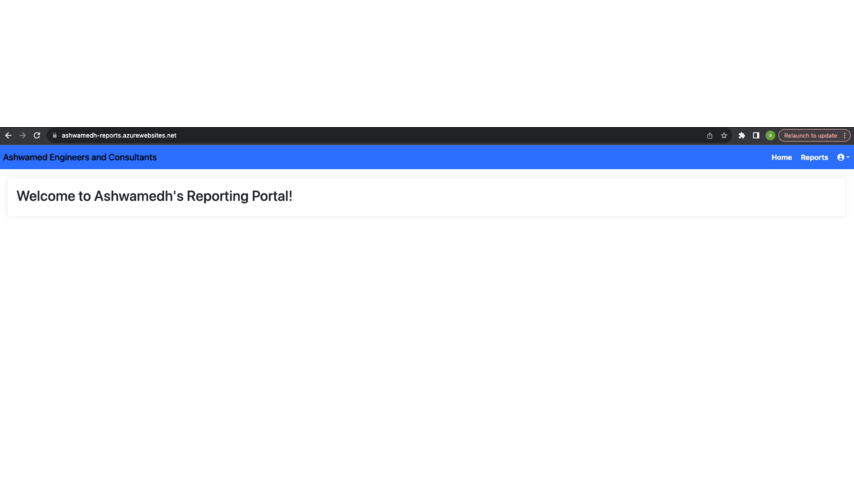 ashwamedh-reports.azurewebsites.net
Relaunch to update
Ashwamed Engineers and Consultants
Home
Reports
Welcome to Ashwamedh's Reporting Portal!